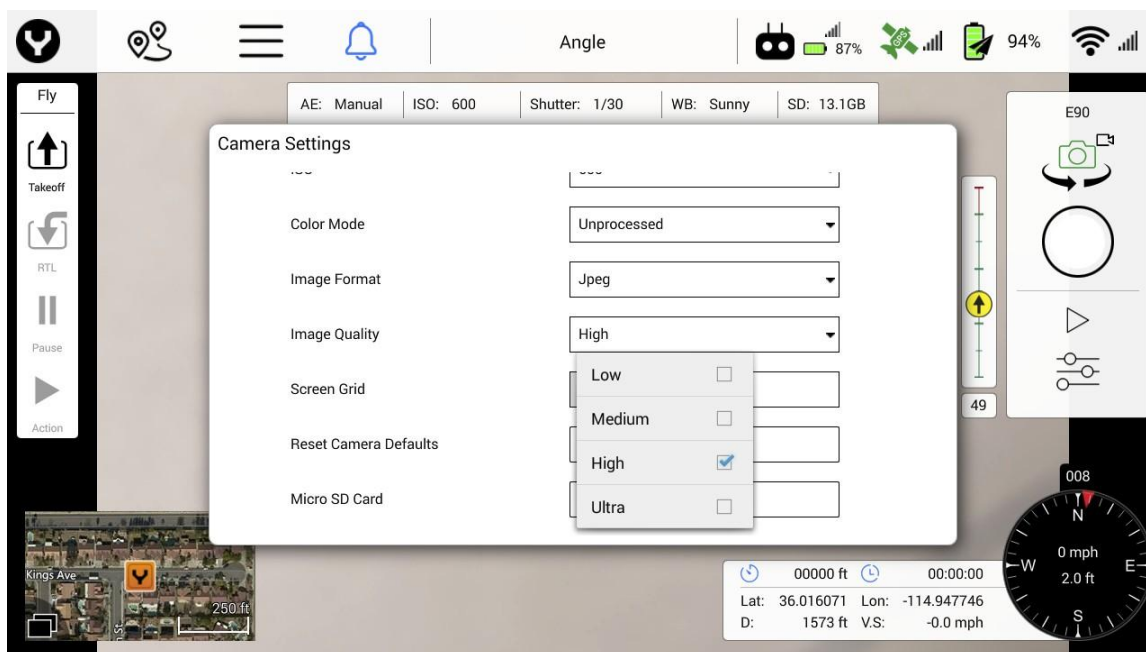 Angle
87%
GPS
94%
Fly
Takeoff
RTL
Pause
Action
AE: Manual
ISO: 600
Shutter: 1/30
WB: Sunny
SD: 13.1GB
Camera Settings
Color Mode
Unprocessed
Image Format
Jpeg
Image Quality
High
Low
Medium
High
Ultra
Screen Grid
Reset Camera Defaults
Micro SD Card
E90
49
008
N
W
E
S
0 mph
2.0 ft
Kings Ave
St
250 ft
00000 ft
00:00:00
Lat: 36.016071 Lon: -114.947746
D: 1573 ft V.S: -0.0 mph